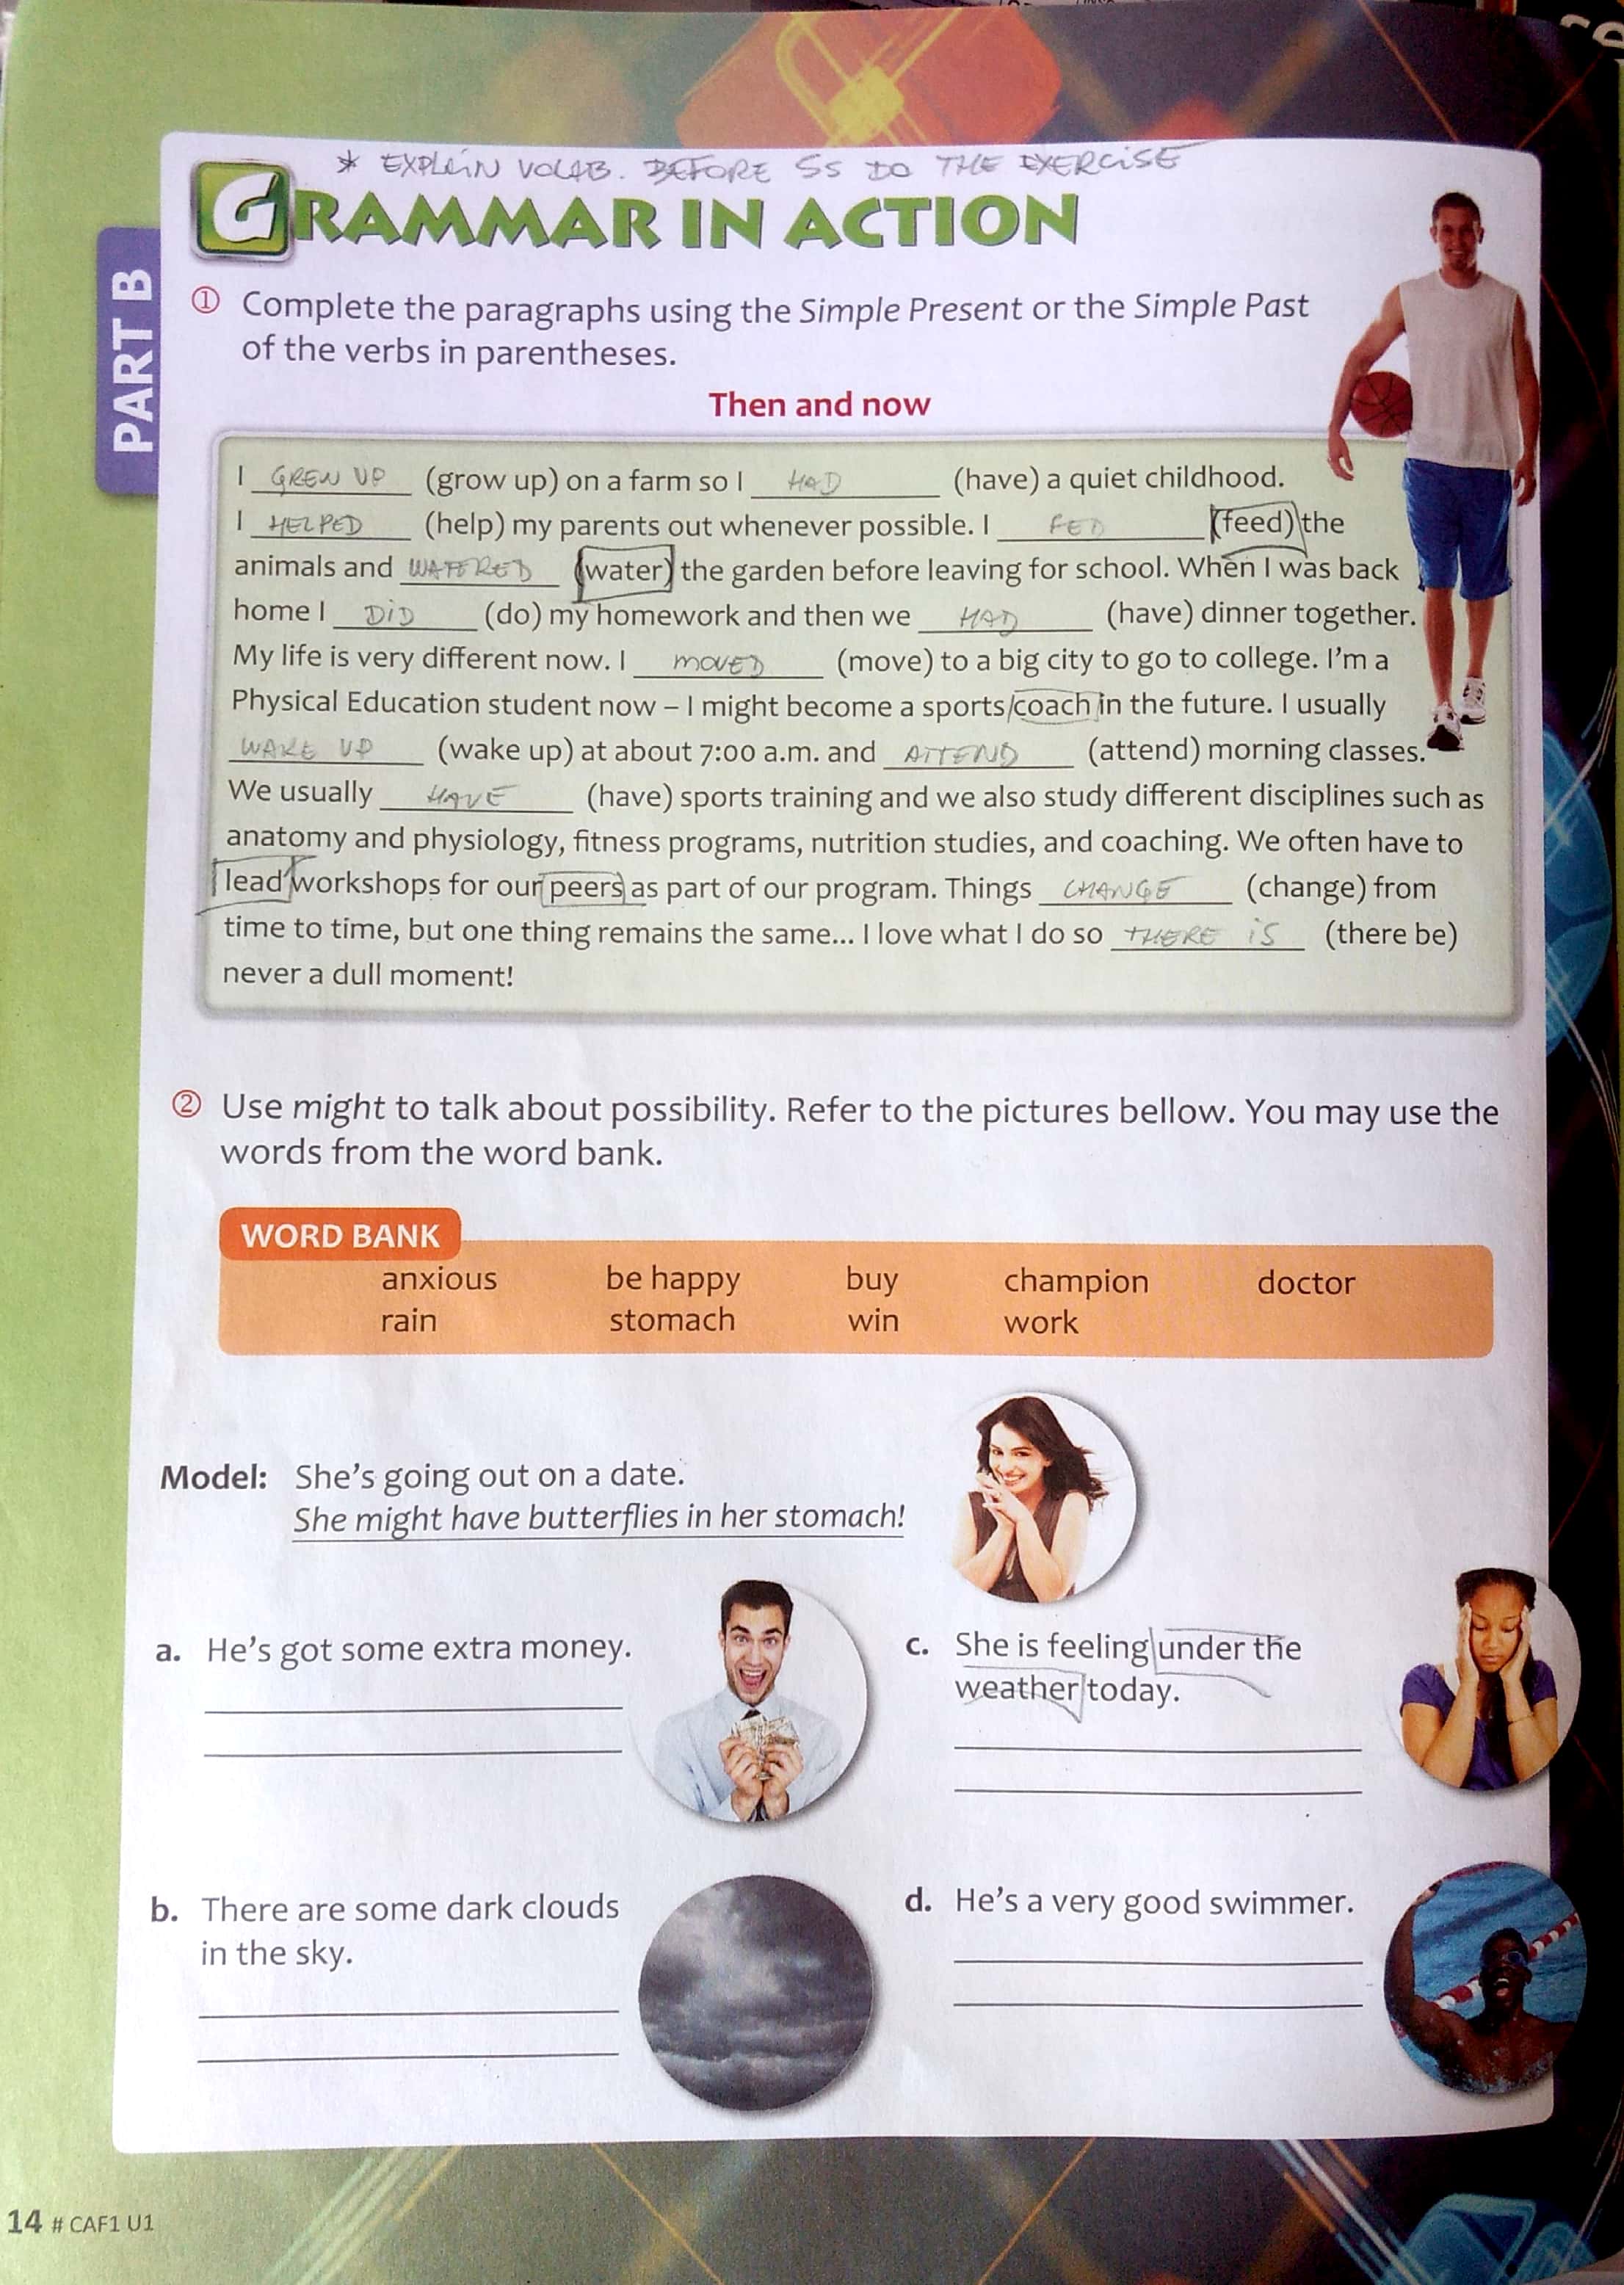 * EXPLAIN VOCAB. BEFORE SS DO THE EXERCISE
GRAMMAR IN ACTION
PART B
① Complete the paragraphs using the Simple Present or the Simple Past
of the verbs in parentheses.
Then and now
I GREW UP (grow up) on a farm so I HAD (have) a quiet childhood.
I HELPED (help) my parents out whenever possible. I FED (feed) the
animals and WATERED (water) the garden before leaving for school. When I was back
home I DID (do) my homework and then we HAD (have) dinner together.
My life is very different now. I MOVED (move) to a big city to go to college. I'm a
Physical Education student now – I might become a sports coach in the future. I usually
WAKE UP (wake up) at about 7:00 a.m. and ATTEND (attend) morning classes.
We usually HAVE (have) sports training and we also study different disciplines such as
anatomy and physiology, fitness programs, nutrition studies, and coaching. We often have to
lead workshops for our peers as part of our program. Things CHANGE (change) from
time to time, but one thing remains the same... I love what I do so THERE IS (there be)
never a dull moment!
② Use might to talk about possibility. Refer to the pictures bellow. You may use the
words from the word bank.
WORD BANK
anxious be happy buy champion doctor
rain stomach win work
Model: She's going out on a date.
She might have butterflies in her stomach!
a. He's got some extra money.
c. She is feeling under the
weather today.
b. There are some dark clouds
in the sky.
d. He's a very good swimmer.
14 # CAF1 U1